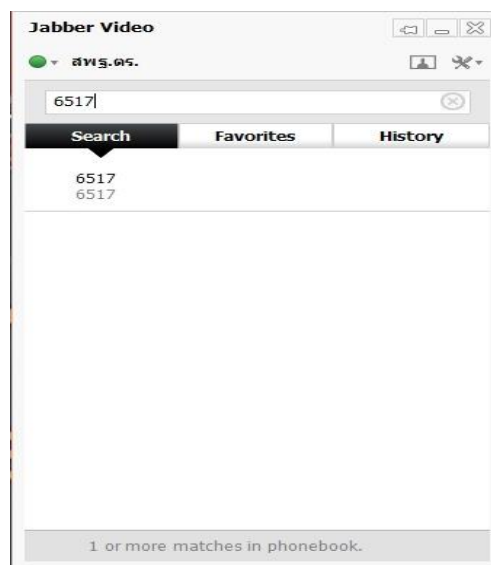 Jabber Video
สพฐ.ตร.
6517
Search Favorites History
6517
6517
1 or more matches in phonebook.